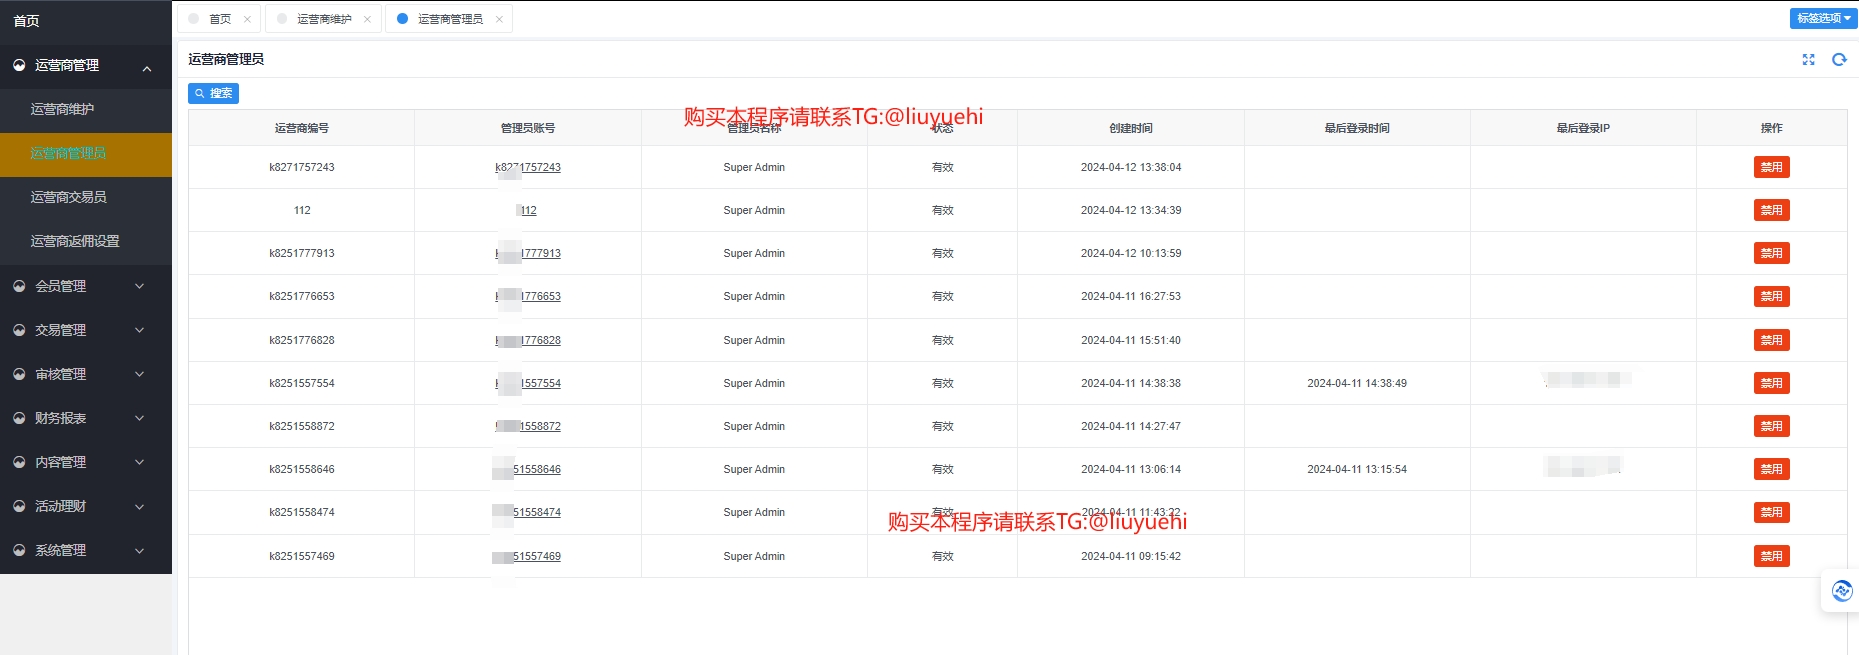 首页
运营商管理
运营商维护
运营商管理员
运营商交易员
运营商返佣设置
会员管理
交易管理
审核管理
财务报表
内容管理
活动理财
系统管理
首页 运营商维护 运营商管理员 标签选项
运营商管理员
搜索
购买本程序请联系TG:@liuyuehi
运营商编号 管理员账号 管理员名称 状态 创建时间 最后登录时间 最后登录IP 操作
k8271757243 k8271757243 Super Admin 有效 2024-04-12 13:38:04 禁用
112 112 Super Admin 有效 2024-04-12 13:34:39 禁用
k8251777913 1777913 Super Admin 有效 2024-04-12 10:13:59 禁用
k8251776653 1776653 Super Admin 有效 2024-04-11 16:27:53 禁用
k8251776828 1776828 Super Admin 有效 2024-04-11 15:51:40 禁用
k8251557554 1557554 Super Admin 有效 2024-04-11 14:38:38 2024-04-11 14:38:49 禁用
k8251558872 1558872 Super Admin 有效 2024-04-11 14:27:47 禁用
k8251558646 51558646 Super Admin 有效 2024-04-11 13:06:14 2024-04-11 13:15:54 禁用
k8251558474 51558474 Super Admin 有效 2024-04-11 11:43:22 禁用
购买本程序请联系TG:@liuyuehi
k8251557469 51557469 Super Admin 有效 2024-04-11 09:15:42 禁用